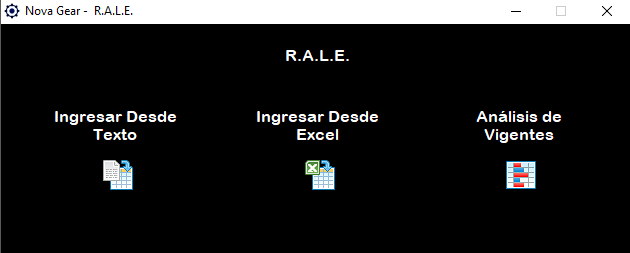 Nova Gear - R.A.L.E.
R.A.L.E.
Ingresar Desde
Texto
Ingresar Desde
Excel
Análisis de
Vigentes